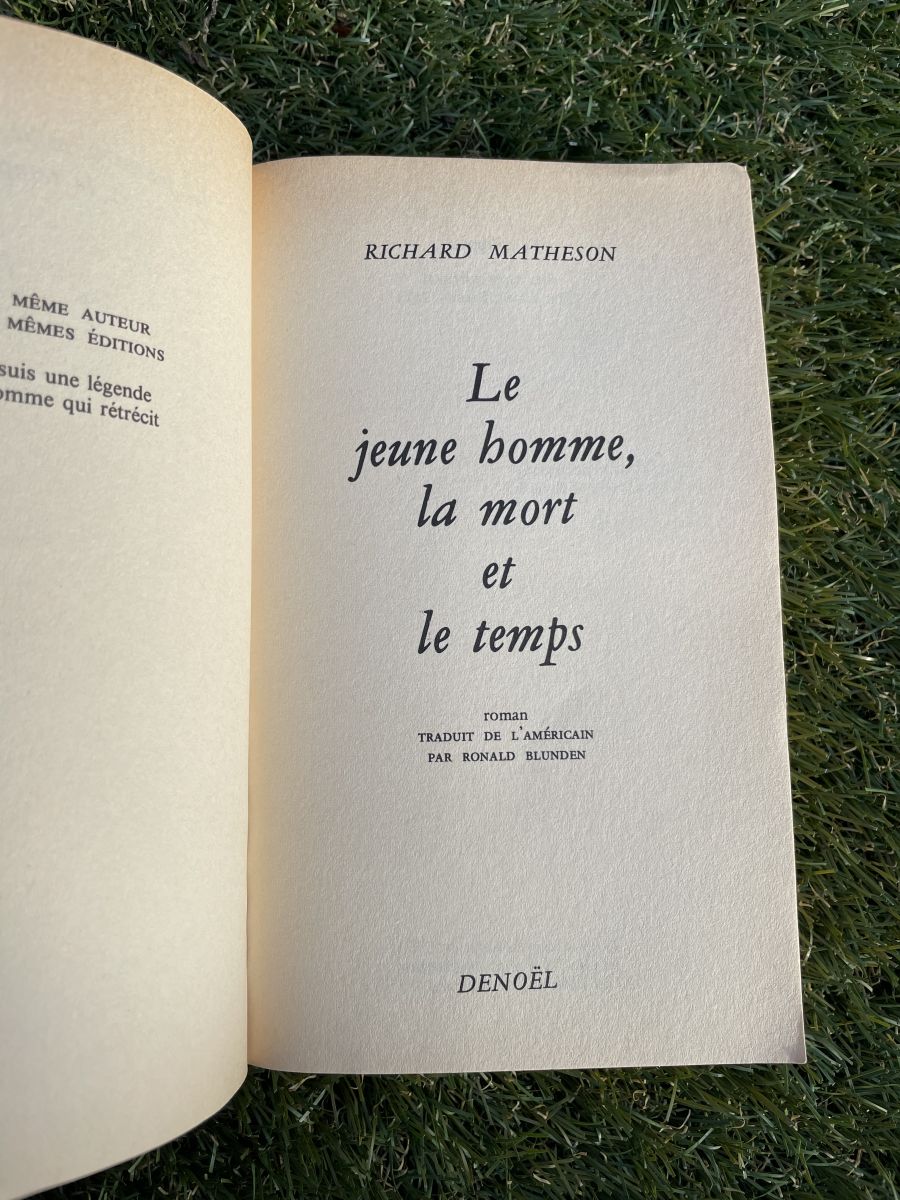 MÊME AUTEUR
MÊMES ÉDITIONS
suis une légende
omme qui rétrécit
RICHARD MATHESON
Le
jeune homme,
la mort
et
le temps
roman
TRADUIT DE L'AMÉRICAIN
PAR RONALD BLUNDEN
DENOËL